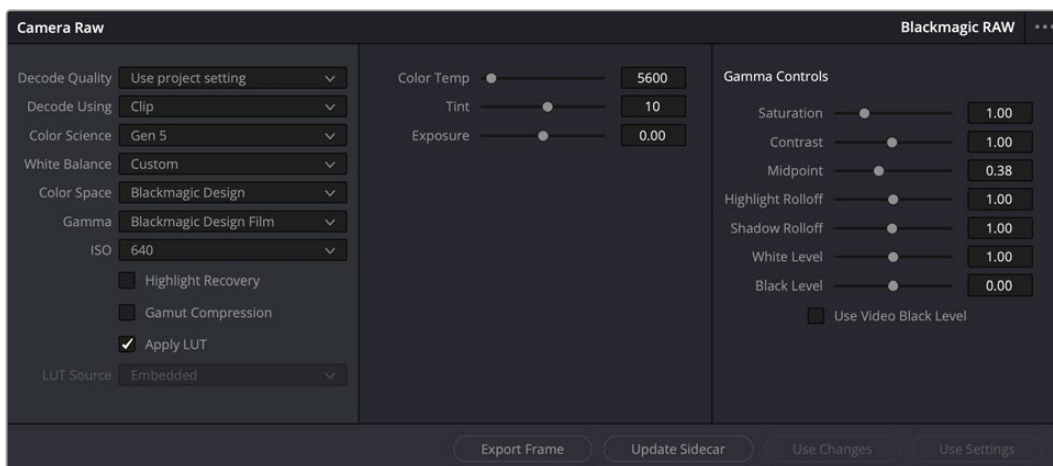 Camera Raw
Blackmagic RAW
Decode Quality Use project setting
Decode Using Clip
Color Science Gen 5
White Balance Custom
Color Space Blackmagic Design
Gamma Blackmagic Design Film
ISO 640
Highlight Recovery
Gamut Compression
Apply LUT
LUT Source Embedded
Color Temp 5600
Tint 10
Exposure 0.00
Gamma Controls
Saturation 1.00
Contrast 1.00
Midpoint 0.38
Highlight Rolloff 1.00
Shadow Rolloff 1.00
White Level 1.00
Black Level 0.00
Use Video Black Level
Export Frame
Update Sidecar
Use Changes
Use Settings